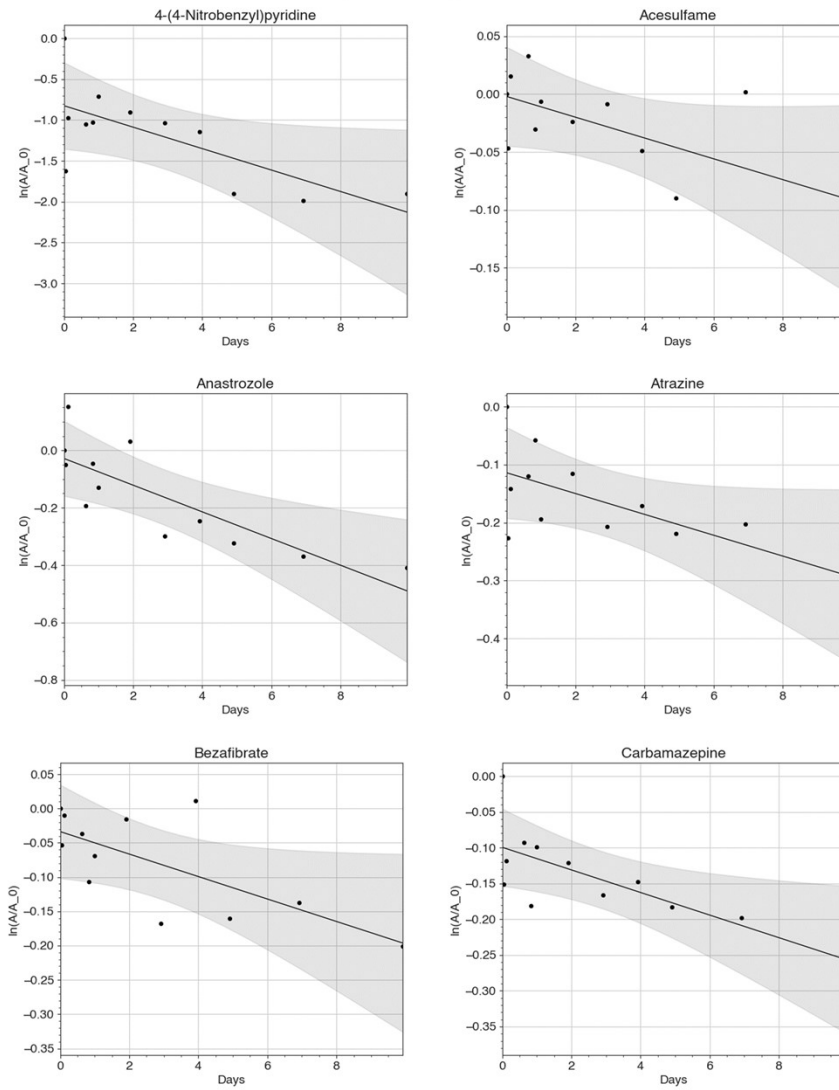 4-(4-Nitrobenzyl)pyridine
0.0
−0.5
−1.0
−1.5
−2.0
−2.5
−3.0
ln(A/A_0)
0 2 4 6 8
Days
Acesulfame
0.05
0.00
−0.05
−0.10
−0.15
ln(A/A_0)
0 2 4 6 8
Days
Anastrozole
0.0
−0.2
−0.4
−0.6
−0.8
ln(A/A_0)
0 2 4 6 8
Days
Atrazine
0.0
−0.1
−0.2
−0.3
−0.4
ln(A/A_0)
0 2 4 6 8
Days
Bezafibrate
0.05
0.00
−0.05
−0.10
−0.15
−0.20
−0.25
−0.30
−0.35
ln(A/A_0)
0 2 4 6 8
Days
Carbamazepine
0.00
−0.05
−0.10
−0.15
−0.20
−0.25
−0.30
−0.35
ln(A/A_0)
0 2 4 6 8
Days